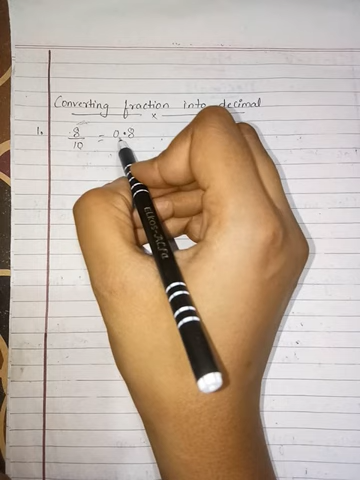 Converting fraction into decimal
x
1. 8/10 = 0.8